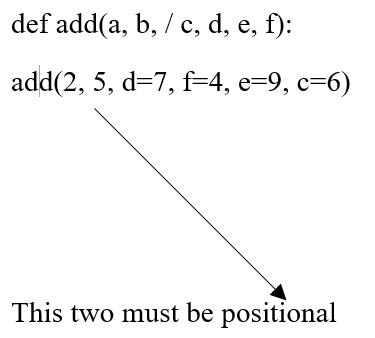 def add(a, b, / c, d, e, f):
add(2, 5, d=7, f=4, e=9, c=6)
This two must be positional